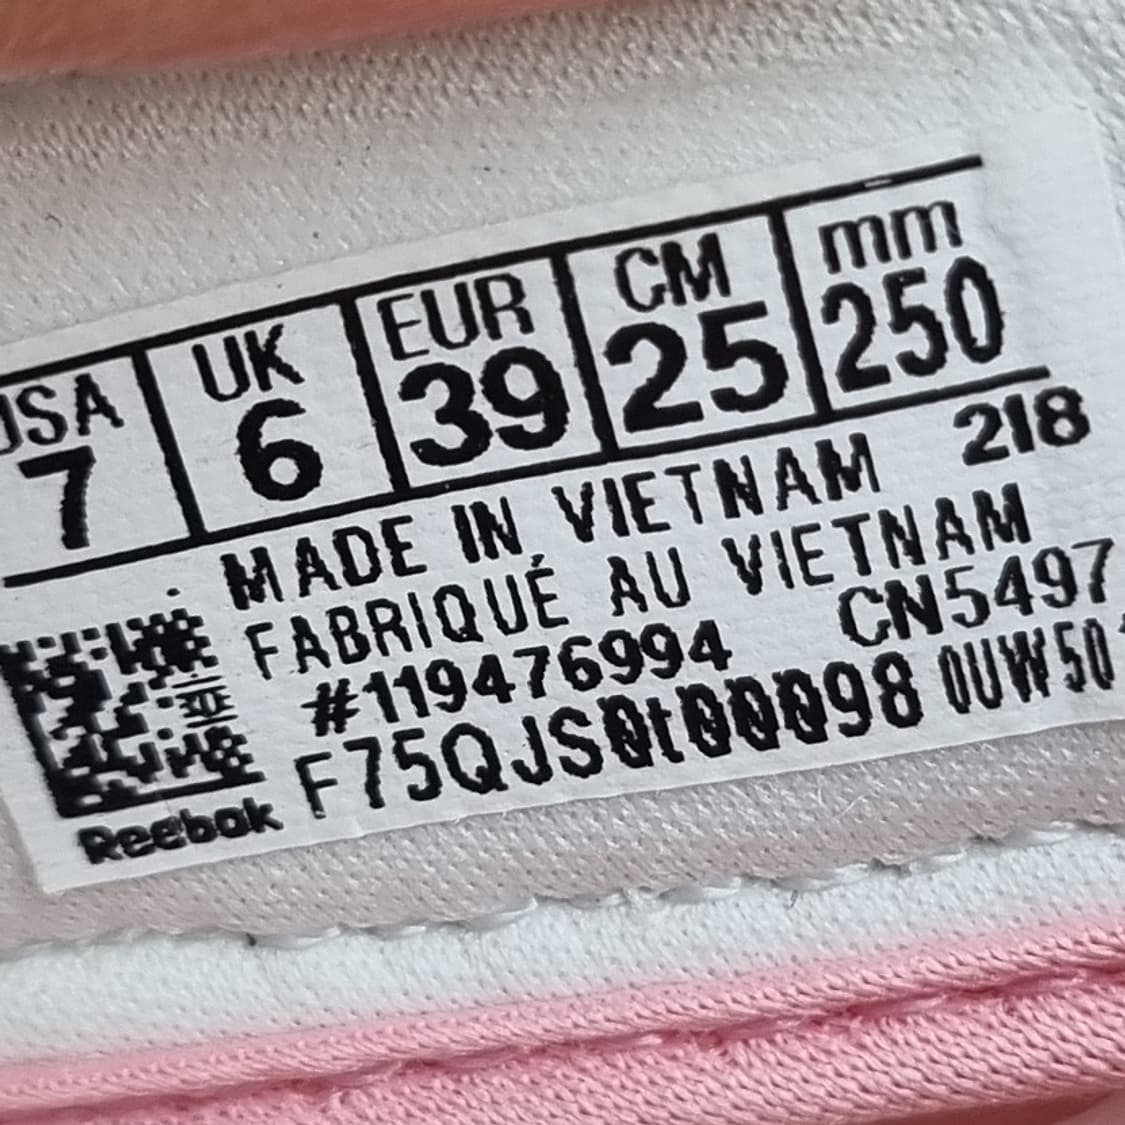 USA UK EUR CM mm
7 6 39 25 250
MADE IN VIETNAM 218
FABRIQUÉ AU VIETNAM
#119476994 CN5497
F75QJS0t00098 0UW50
Reebok